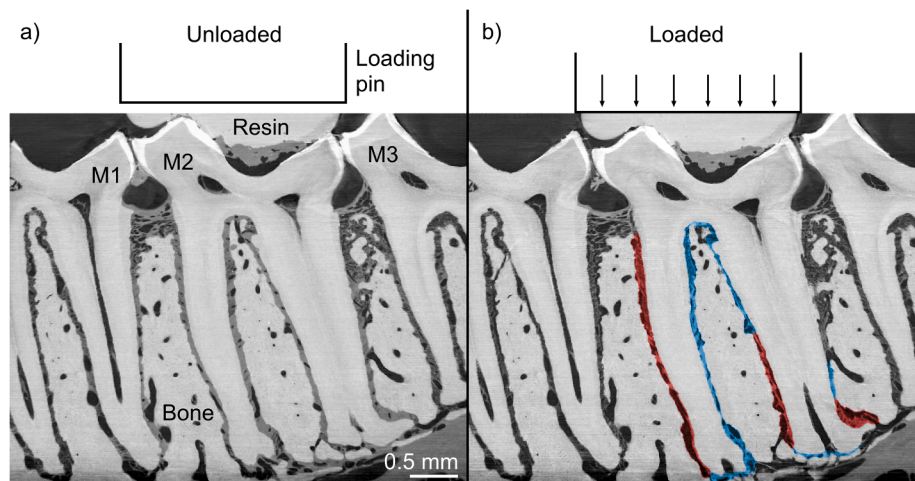 a)
Unloaded
Loading
pin
Resin
M1
M2
M3
Bone
0.5 mm
b)
Loaded